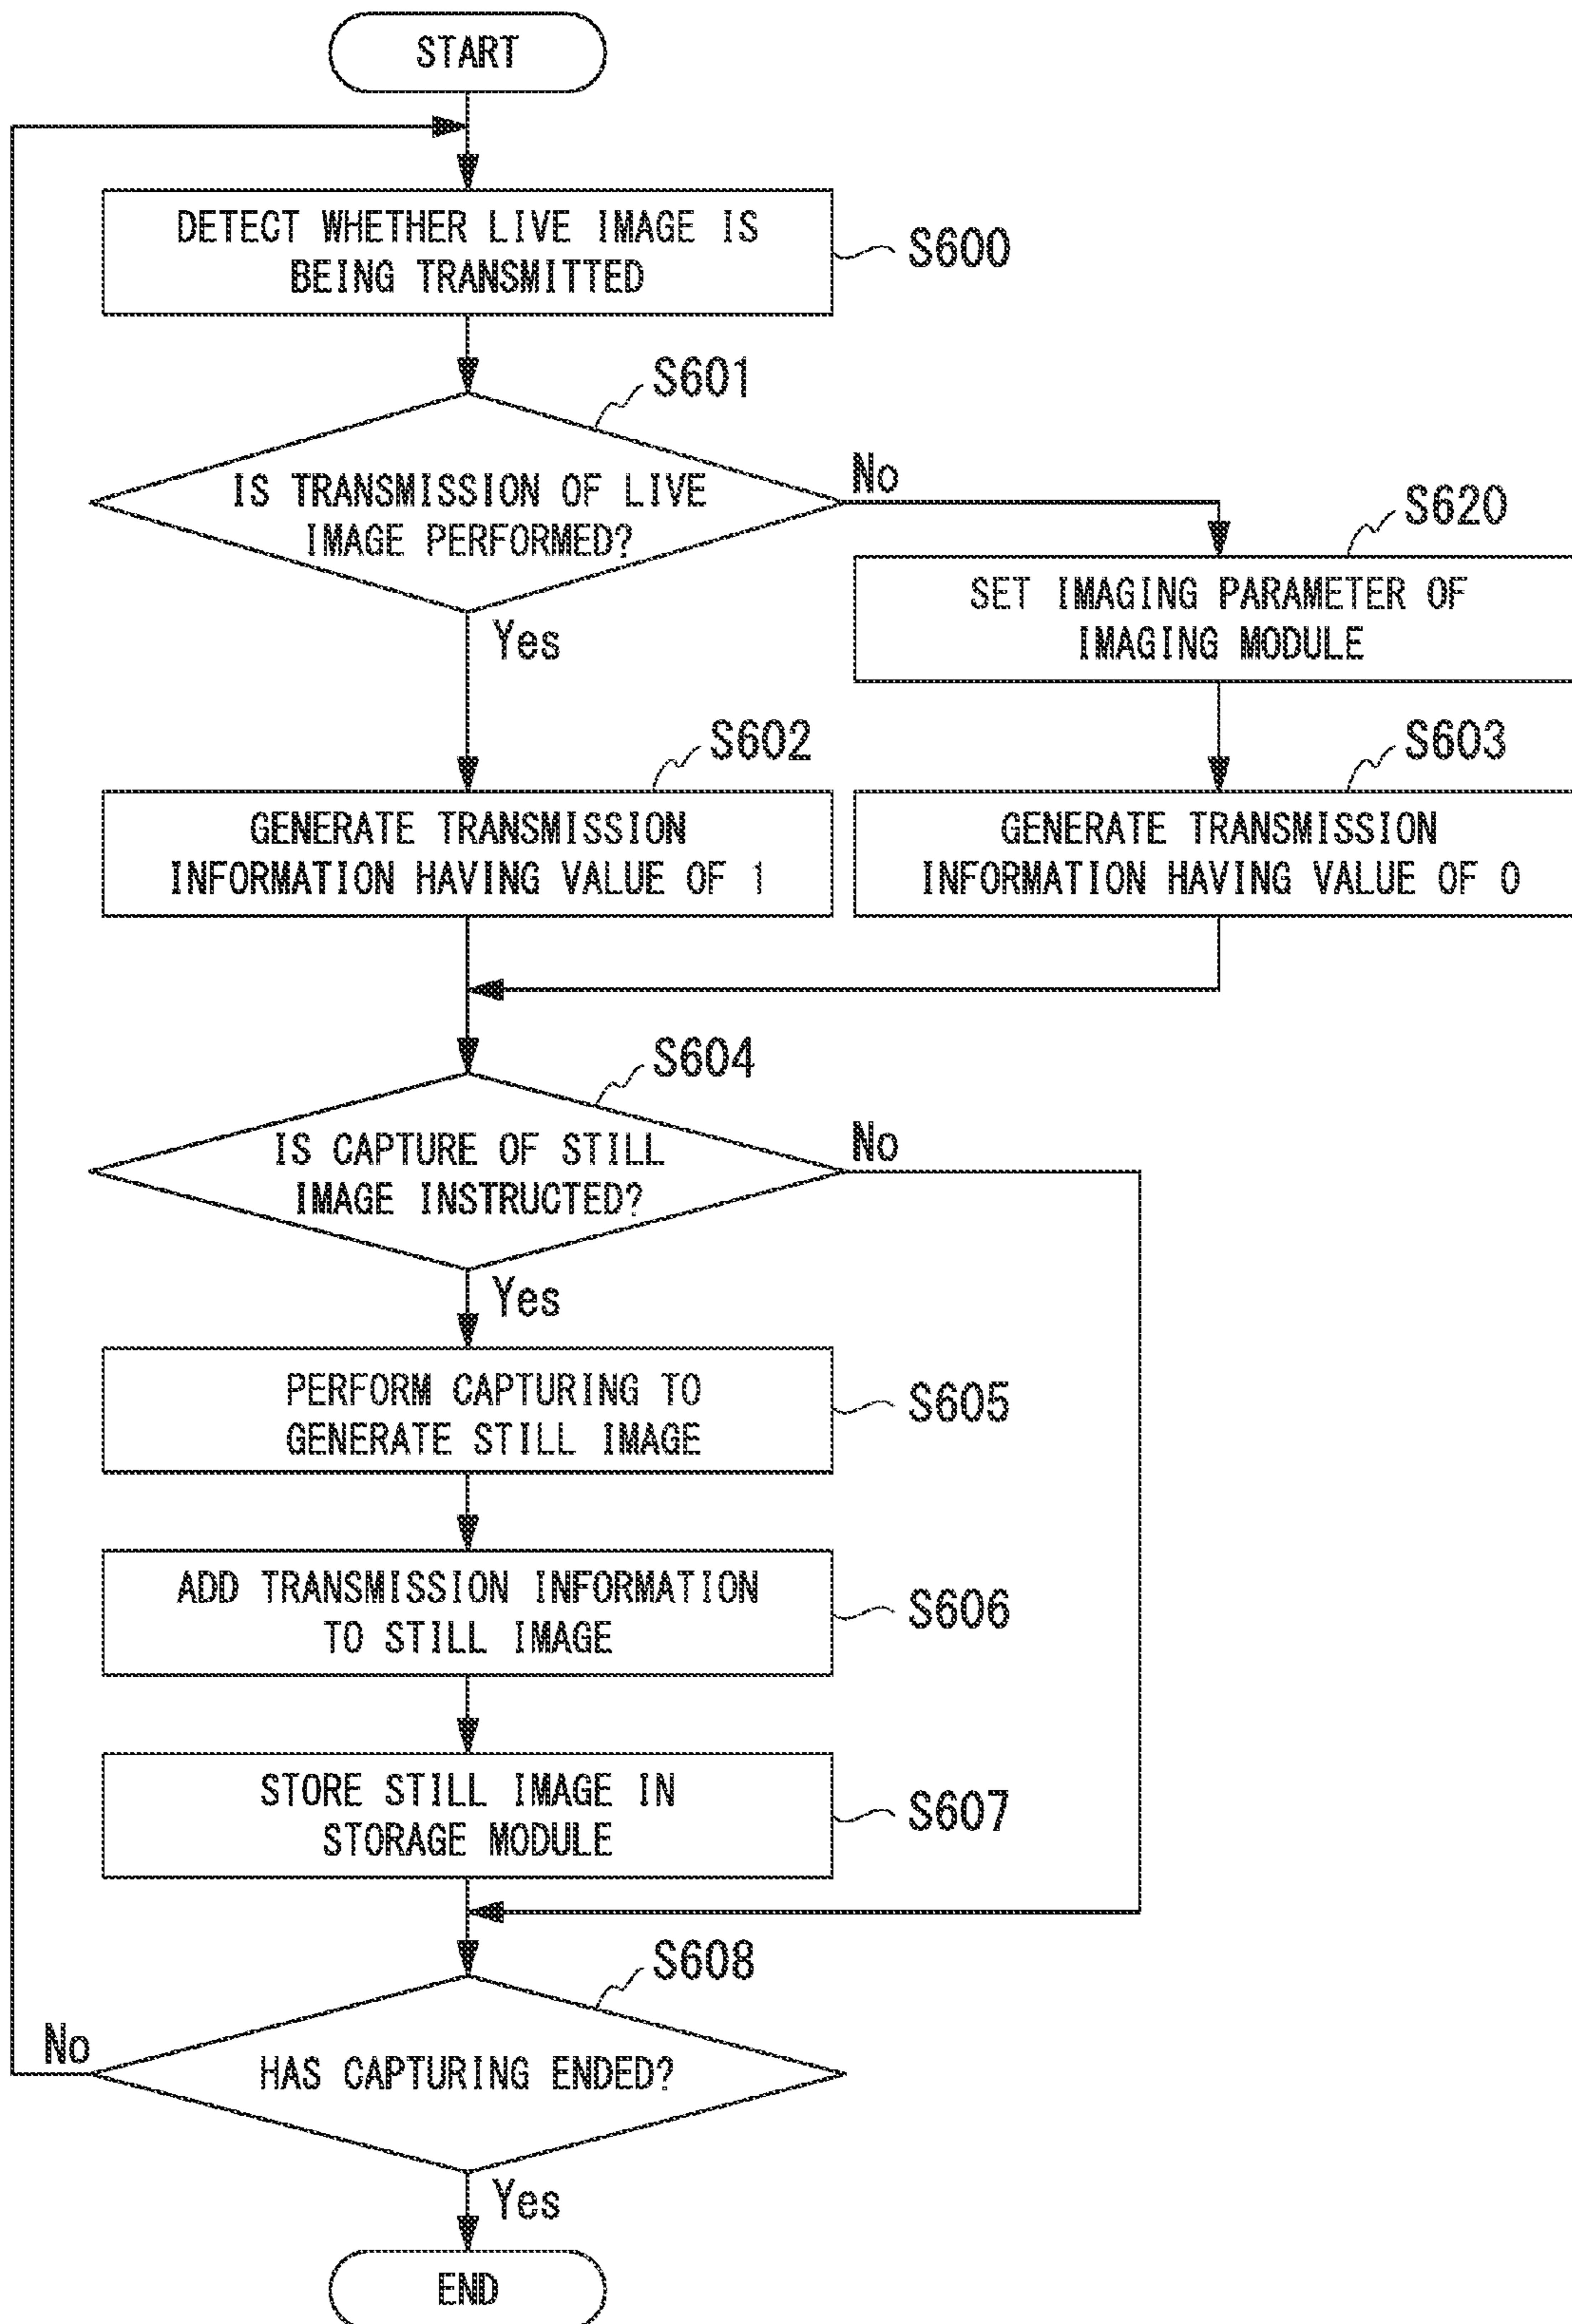 START
DETECT WHETHER LIVE IMAGE IS
BEING TRANSMITTED
S600
S601
IS TRANSMISSION OF LIVE
IMAGE PERFORMED?
No
Yes
S620
SET IMAGING PARAMETER OF
IMAGING MODULE
S602
GENERATE TRANSMISSION
INFORMATION HAVING VALUE OF 1
S603
GENERATE TRANSMISSION
INFORMATION HAVING VALUE OF 0
S604
IS CAPTURE OF STILL
IMAGE INSTRUCTED?
No
Yes
PERFORM CAPTURING TO
GENERATE STILL IMAGE
S605
ADD TRANSMISSION INFORMATION
TO STILL IMAGE
S606
STORE STILL IMAGE IN
STORAGE MODULE
S607
S608
HAS CAPTURING ENDED?
No
Yes
END